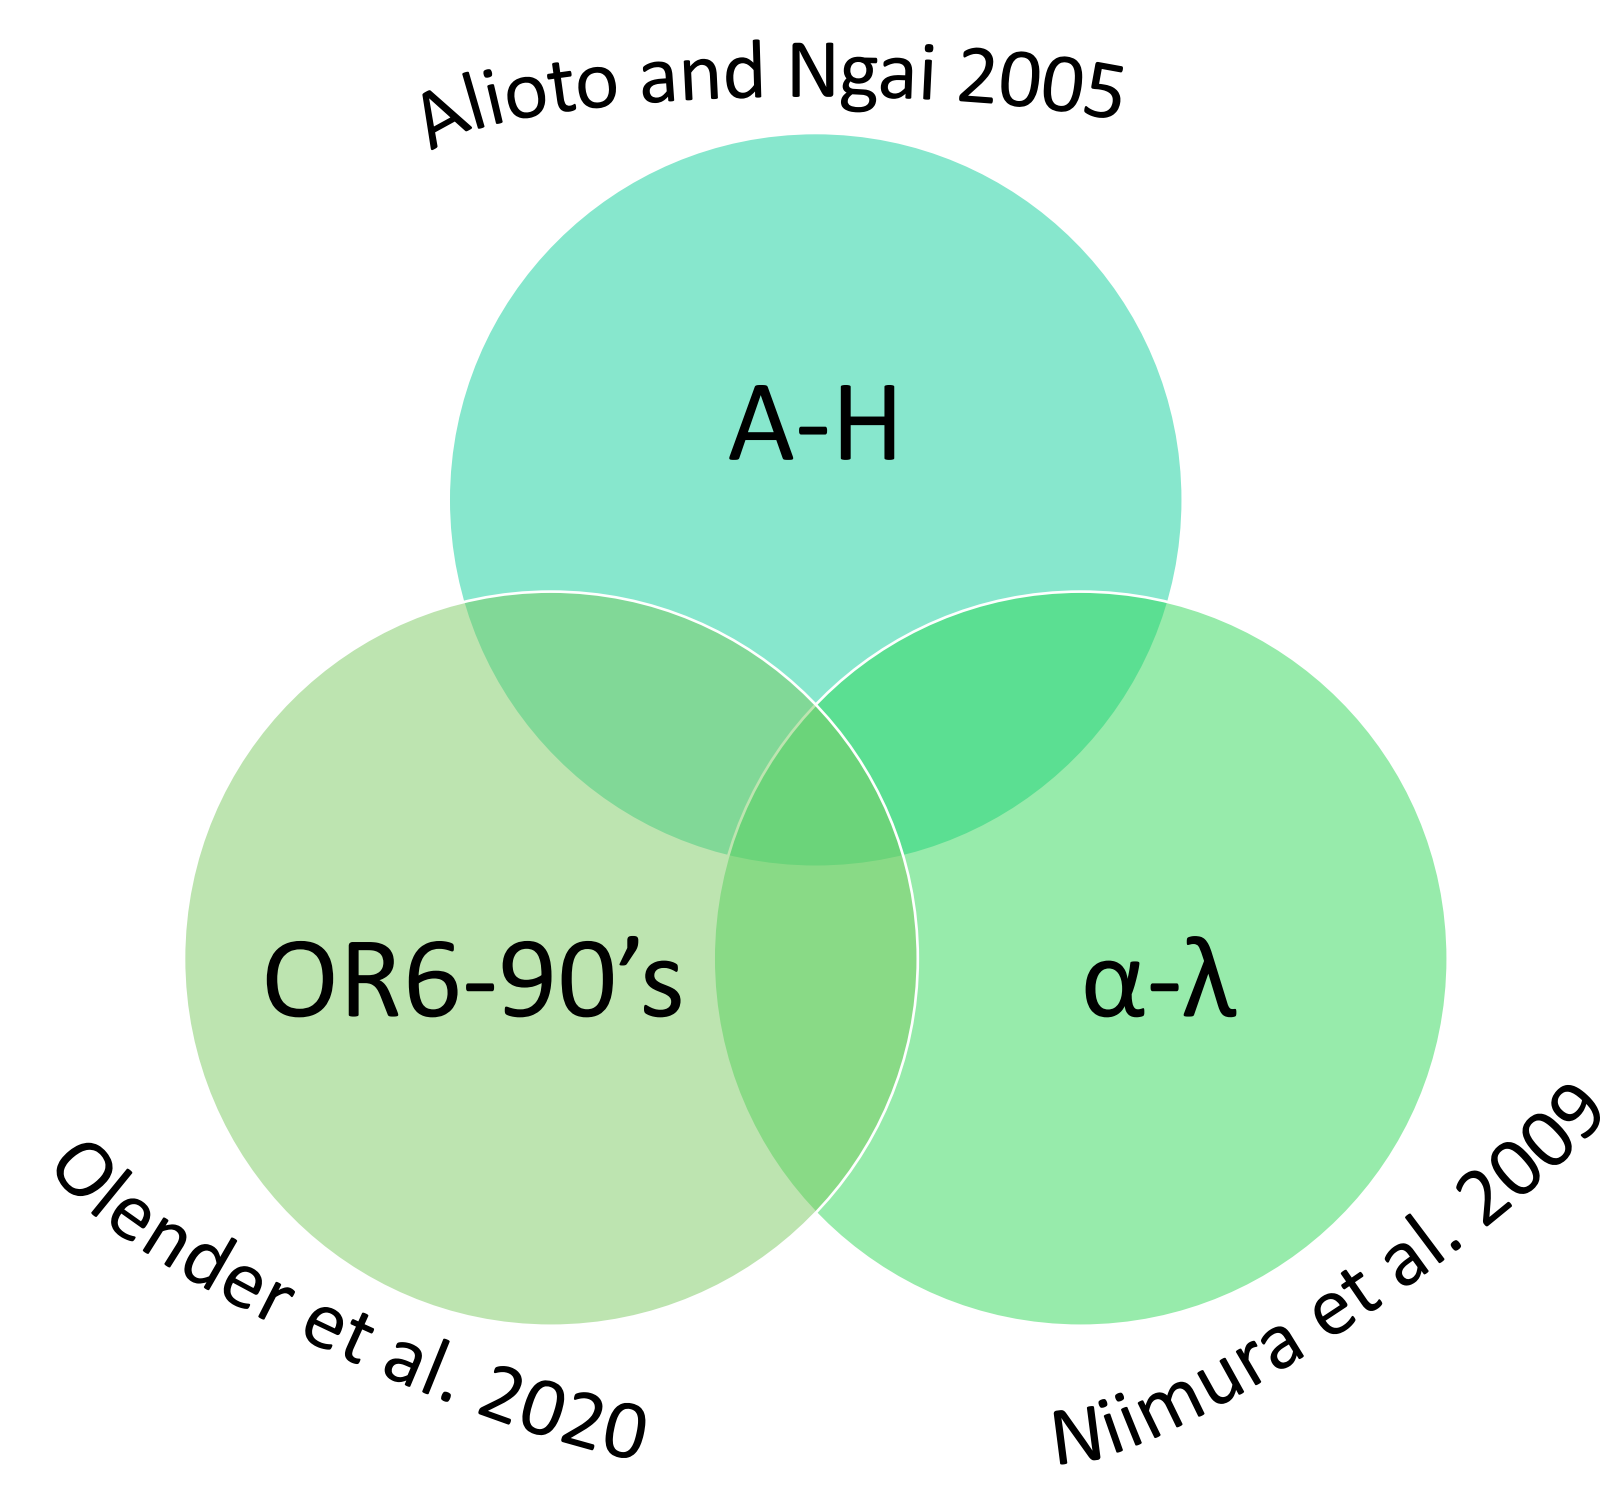 Alioto and Ngai 2005
A-H
OR6-90’s
α-λ
Olender et al. 2020
Niimura et al. 2009